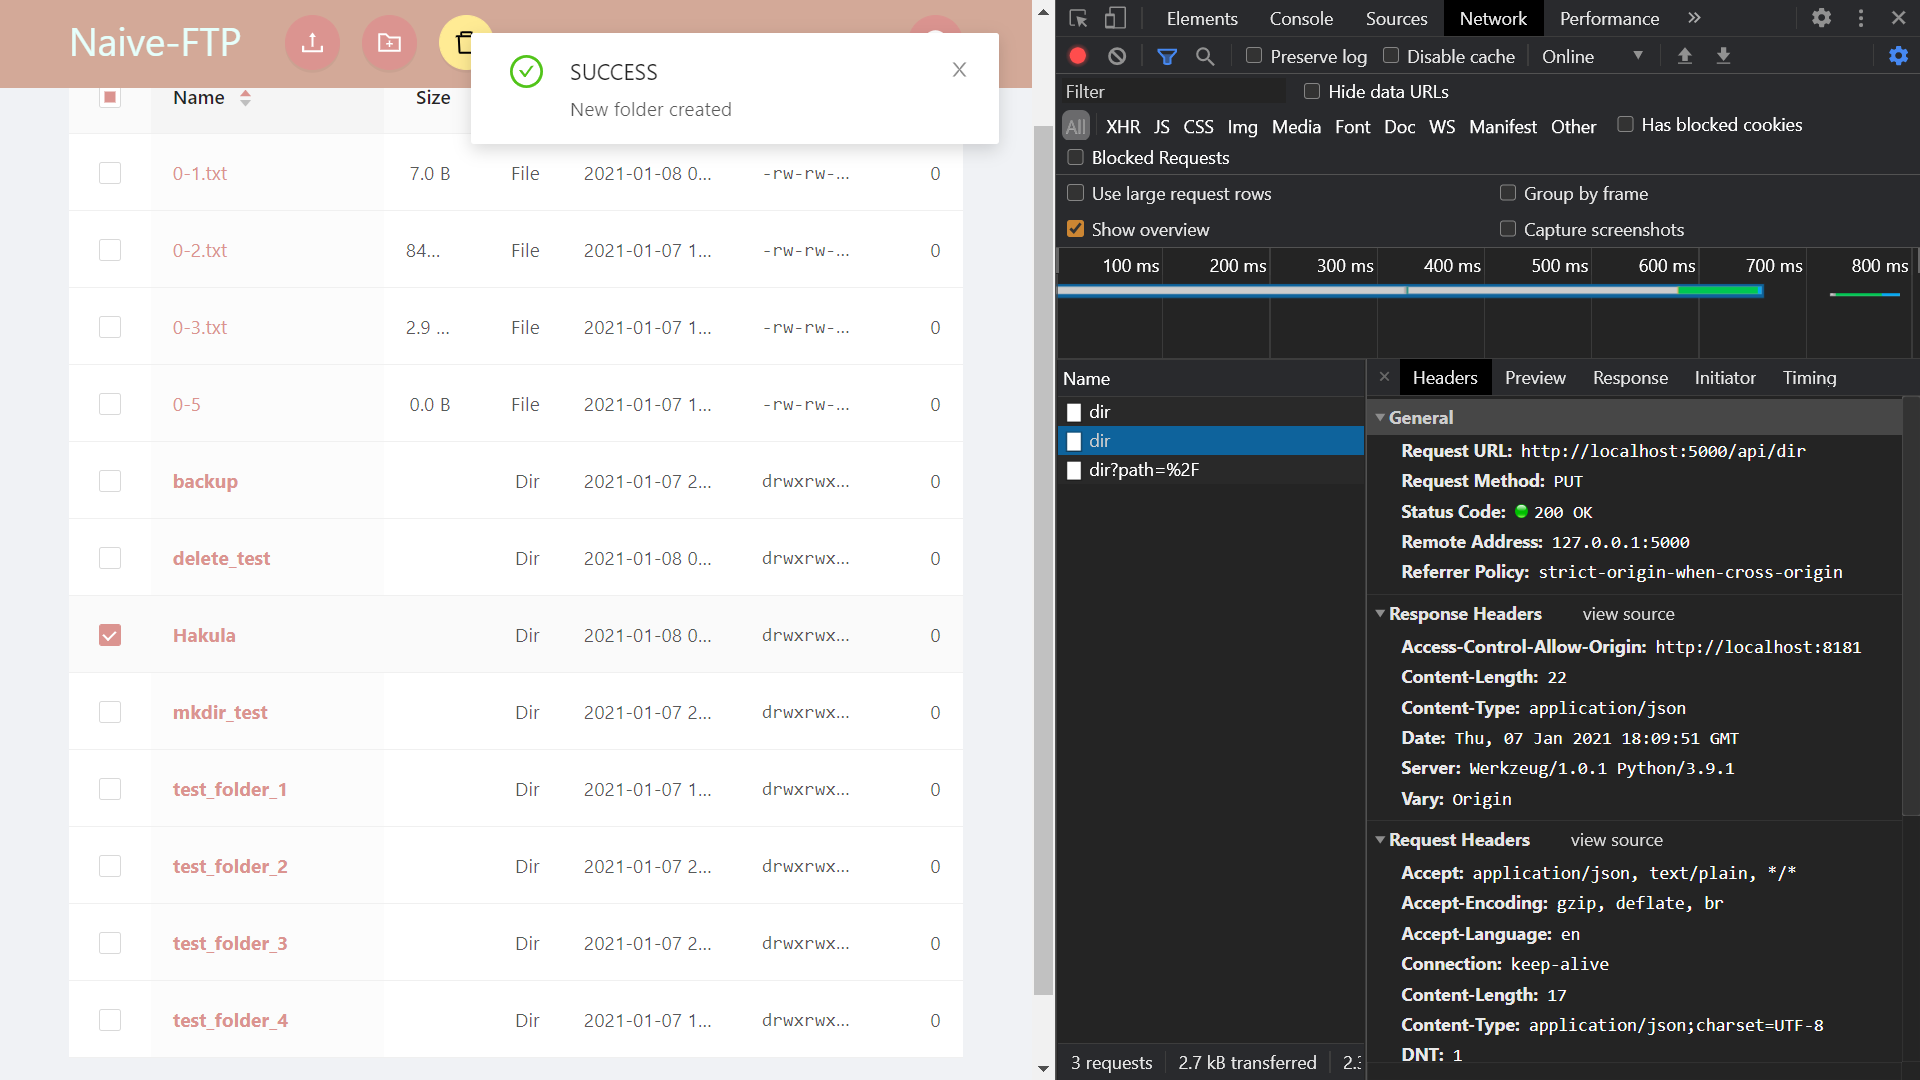 Naive-FTP
SUCCESS
New folder created
Name Size
0-1.txt 7.0 B File 2021-01-08 0... -rw-rw-... 0
0-2.txt 84... File 2021-01-07 1... -rw-rw-... 0
0-3.txt 2.9 ... File 2021-01-07 1... -rw-rw-... 0
0-5 0.0 B File 2021-01-07 1... -rw-rw-... 0
backup Dir 2021-01-07 2... drwxrwx... 0
delete_test Dir 2021-01-08 0... drwxrwx... 0
Hakula Dir 2021-01-08 0... drwxrwx... 0
mkdir_test Dir 2021-01-07 2... drwxrwx... 0
test_folder_1 Dir 2021-01-07 1... drwxrwx... 0
test_folder_2 Dir 2021-01-07 2... drwxrwx... 0
test_folder_3 Dir 2021-01-07 2... drwxrwx... 0
test_folder_4 Dir 2021-01-07 1... drwxrwx... 0
Elements Console Sources Network Performance »
Preserve log Disable cache Online
Filter Hide data URLs
All XHR JS CSS Img Media Font Doc WS Manifest Other Has blocked cookies
Blocked Requests
Use large request rows Group by frame
Show overview Capture screenshots
100 ms 200 ms 300 ms 400 ms 500 ms 600 ms 700 ms 800 ms
Name
dir
dir
dir?path=%2F
3 requests 2.7 kB transferred
Headers Preview Response Initiator Timing
General
Request URL: http://localhost:5000/api/dir
Request Method: PUT
Status Code: 200 OK
Remote Address: 127.0.0.1:5000
Referrer Policy: strict-origin-when-cross-origin
Response Headers view source
Access-Control-Allow-Origin: http://localhost:8181
Content-Length: 22
Content-Type: application/json
Date: Thu, 07 Jan 2021 18:09:51 GMT
Server: Werkzeug/1.0.1 Python/3.9.1
Vary: Origin
Request Headers view source
Accept: application/json, text/plain, */*
Accept-Encoding: gzip, deflate, br
Accept-Language: en
Connection: keep-alive
Content-Length: 17
Content-Type: application/json;charset=UTF-8
DNT: 1